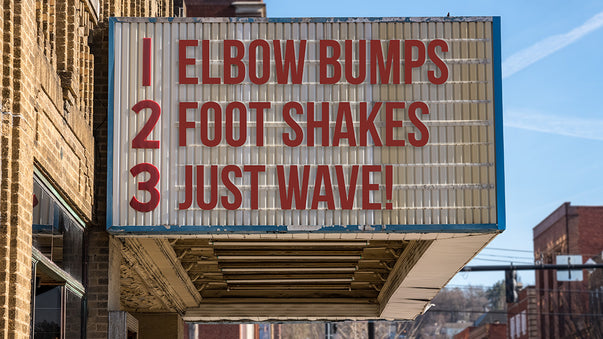 1 ELBOW BUMPS
2 FOOT SHAKES
3 JUST WAVE!